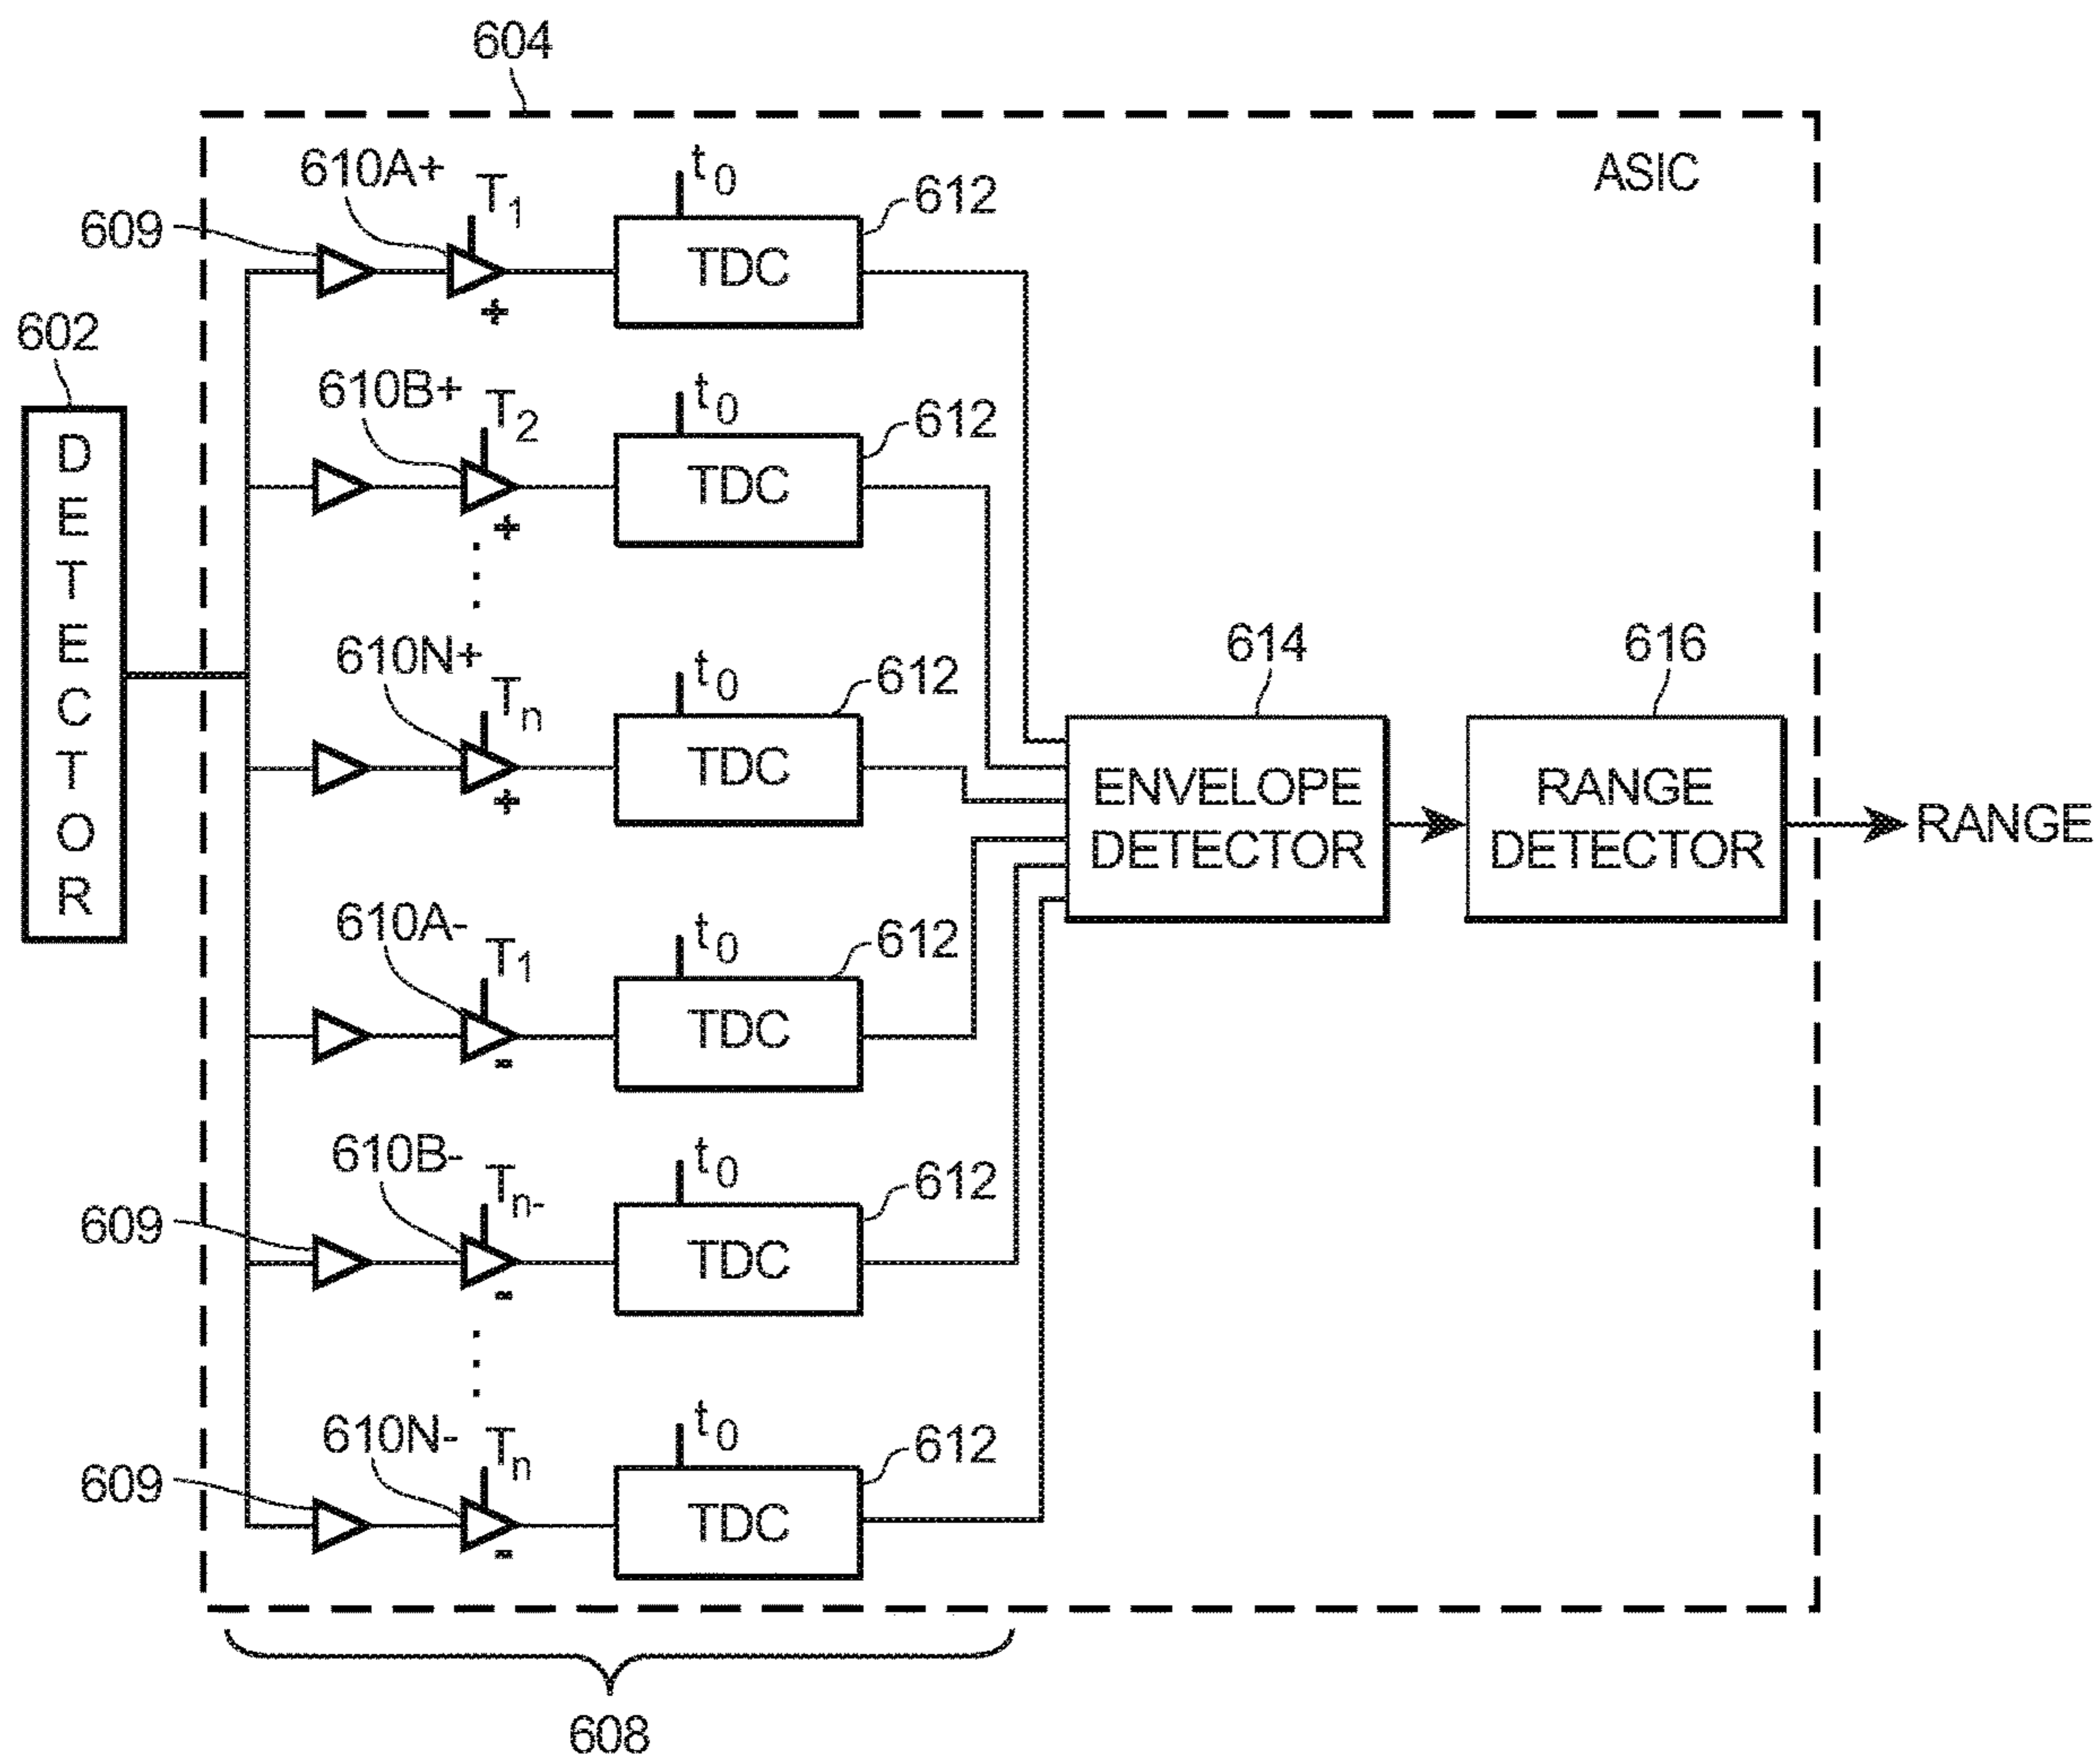 604
ASIC
610A+
T1
t0
612
609
TDC
+
602
DETECTOR
610B+
T2
t0
612
TDC
+
610N+
Tn
t0
612
TDC
+
614
616
ENVELOPE
DETECTOR
RANGE
DETECTOR
RANGE
610A-
T1
t0
612
TDC
-
610B-
Tn-
t0
612
609
TDC
-
610N-
Tn
t0
612
609
TDC
-
608